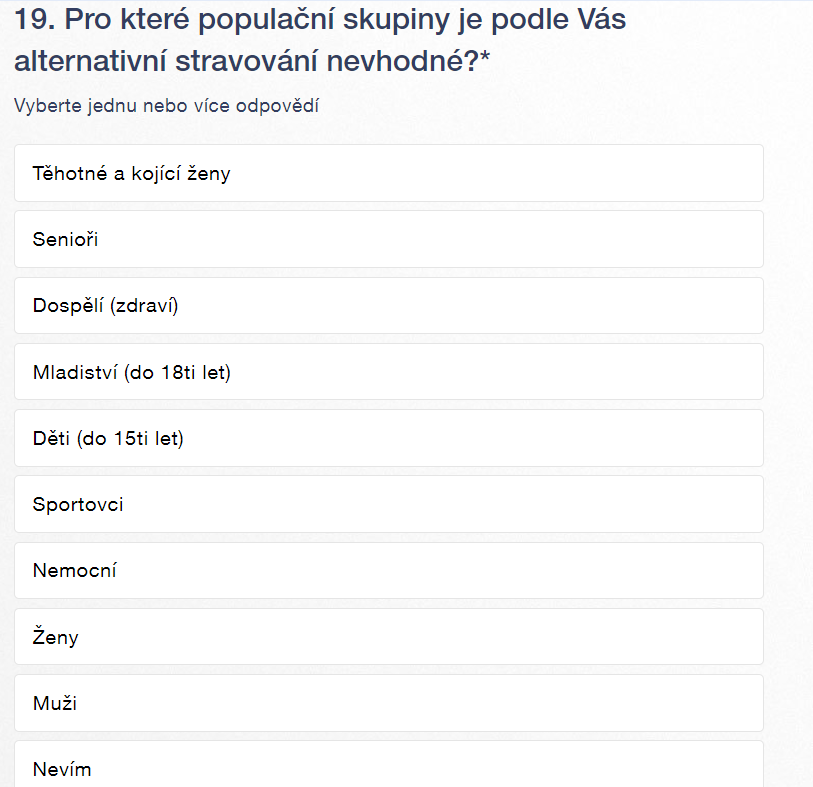 19. Pro které populační skupiny je podle Vás
alternativní stravování nevhodné?*
Vyberte jednu nebo více odpovědí
Těhotné a kojící ženy
Senioři
Dospělí (zdraví)
Mladiství (do 18ti let)
Děti (do 15ti let)
Sportovci
Nemocní
Ženy
Muži
Nevím